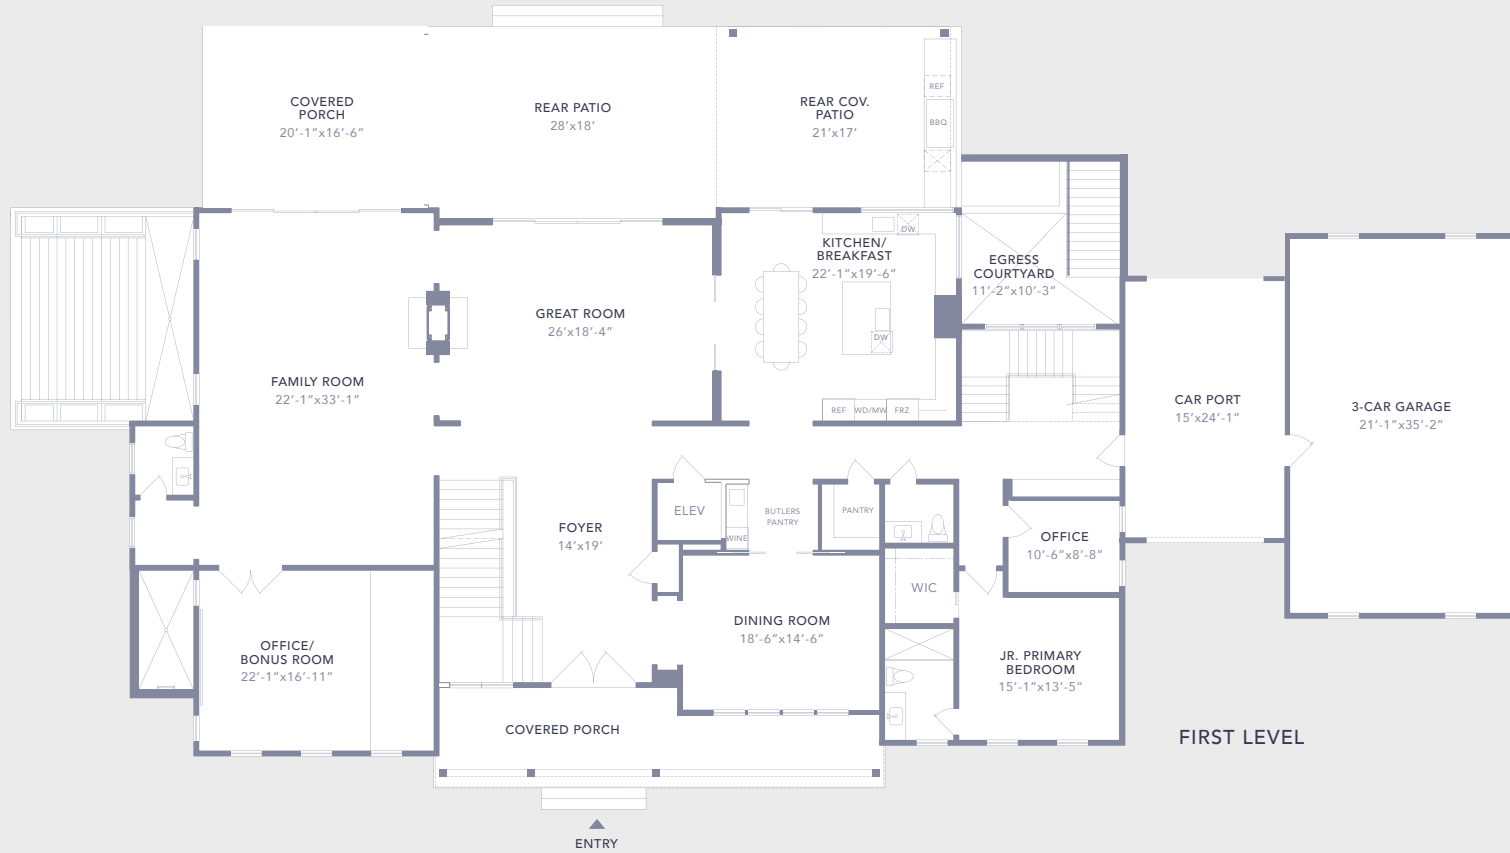 COVERED
PORCH
20’-1”x16’-6”
REAR PATIO
28’x18’
REAR COV.
PATIO
21’x17’
REF
BBQ
DW
KITCHEN/
BREAKFAST
22’-1”x19’-6”
DW
REF
WD/MW
FRZ
EGRESS
COURTYARD
11’-2”x10’-3”
GREAT ROOM
26’x18’-4”
FAMILY ROOM
22’-1”x33’-1”
CAR PORT
15’x24’-1”
3-CAR GARAGE
21’-1”x35’-2”
ELEV
WINE
BUTLERS
PANTRY
PANTRY
FOYER
14’x19’
OFFICE
10’-6”x8’-8”
WIC
DINING ROOM
18’-6”x14’-6”
OFFICE/
BONUS ROOM
22’-1”x16’-11”
JR. PRIMARY
BEDROOM
15’-1”x13’-5”
COVERED PORCH
FIRST LEVEL
ENTRY